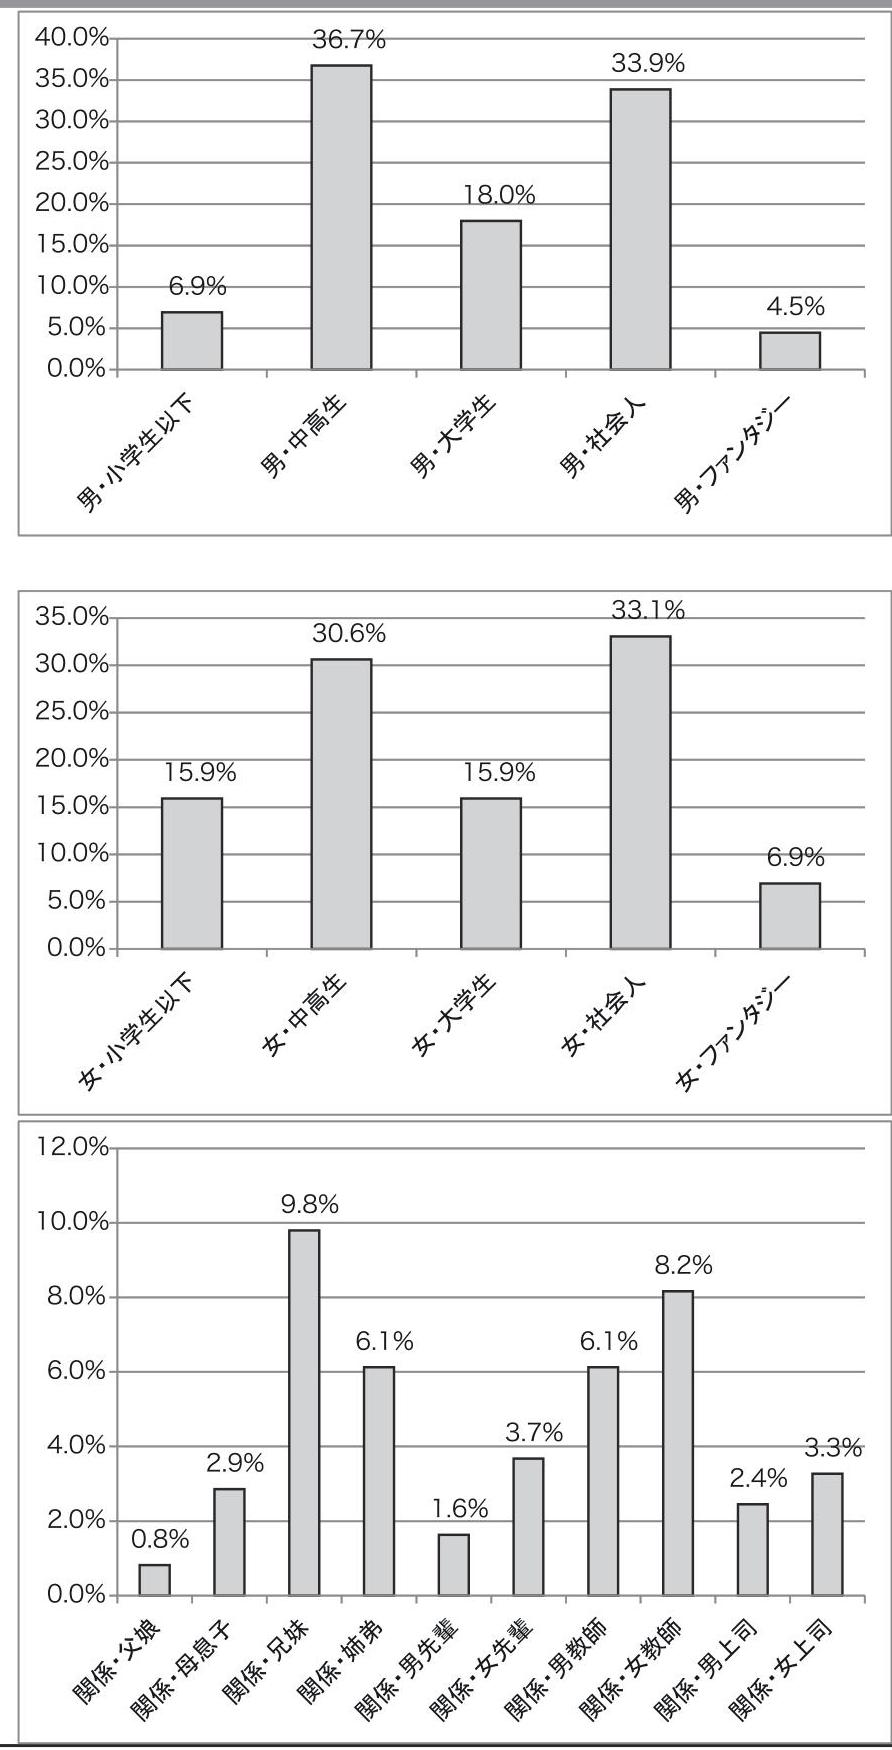 40.0%
35.0%
30.0%
25.0%
20.0%
15.0%
10.0%
5.0%
0.0%
6.9%
36.7%
18.0%
33.9%
4.5%
男・小学生以下
男・中高生
男・大学生
男・社会人
男・ファンタジー
35.0%
30.0%
25.0%
20.0%
15.0%
10.0%
5.0%
0.0%
15.9%
30.6%
15.9%
33.1%
6.9%
女・小学生以下
女・中高生
女・大学生
女・社会人
女・ファンタジー
12.0%
10.0%
8.0%
6.0%
4.0%
2.0%
0.0%
0.8%
2.9%
9.8%
6.1%
1.6%
3.7%
6.1%
8.2%
2.4%
3.3%
関係・父娘
関係・母息子
関係・兄妹
関係・姉弟
関係・男先輩
関係・女先輩
関係・男教師
関係・女教師
関係・男上司
関係・女上司